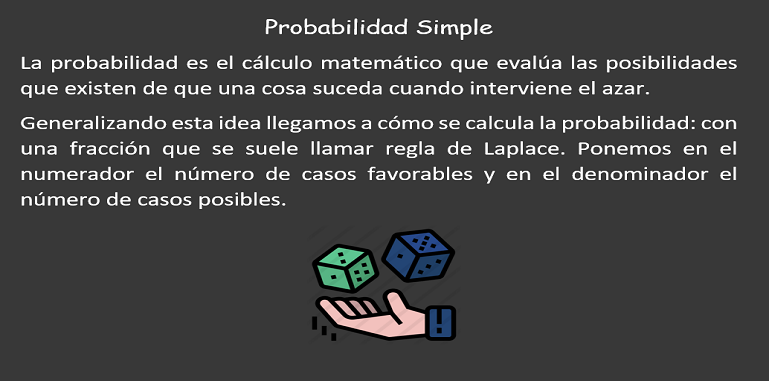 Probabilidad Simple
La probabilidad es el cálculo matemático que evalúa las posibilidades
que existen de que una cosa suceda cuando interviene el azar.
Generalizando esta idea llegamos a cómo se calcula la probabilidad: con
una fracción que se suele llamar regla de Laplace. Ponemos en el
numerador el número de casos favorables y en el denominador el
número de casos posibles.